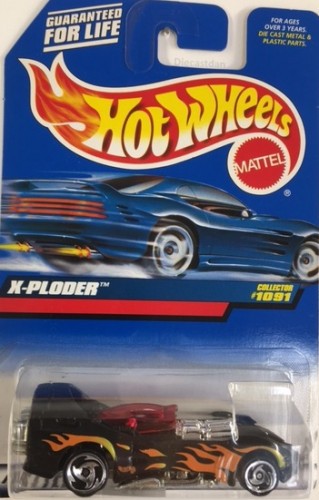 GUARANTEED
FOR LIFE
FOR AGES
OVER 3 YEARS.
DIE CAST METAL &
PLASTIC PARTS.
Diecastdan
HOT WHEELS
MATTEL
®
X-PLODER™
COLLECTOR
#1091